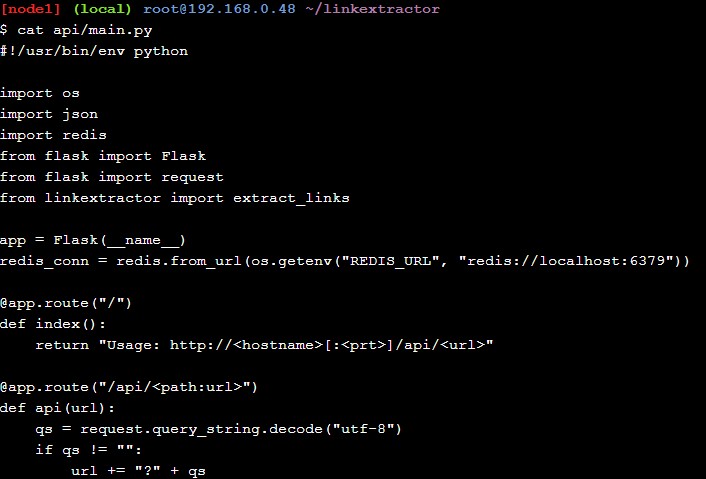 [node1] (local) root@192.168.0.48 ~/linkextractor
$ cat api/main.py
#!/usr/bin/env python

import os
import json
import redis
from flask import Flask
from flask import request
from linkextractor import extract_links

app = Flask(__name__)
redis_conn = redis.from_url(os.getenv("REDIS_URL", "redis://localhost:6379"))

@app.route("/")
def index():
    return "Usage: http://<hostname>[:<prt>]/api/<url>"

@app.route("/api/<path:url>")
def api(url):
    qs = request.query_string.decode("utf-8")
    if qs != "":
        url += "?" + qs